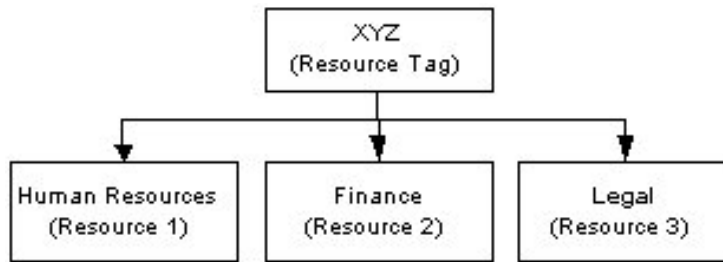 XYZ
(Resource Tag)
Human Resources
(Resource 1)
Finance
(Resource 2)
Legal
(Resource 3)